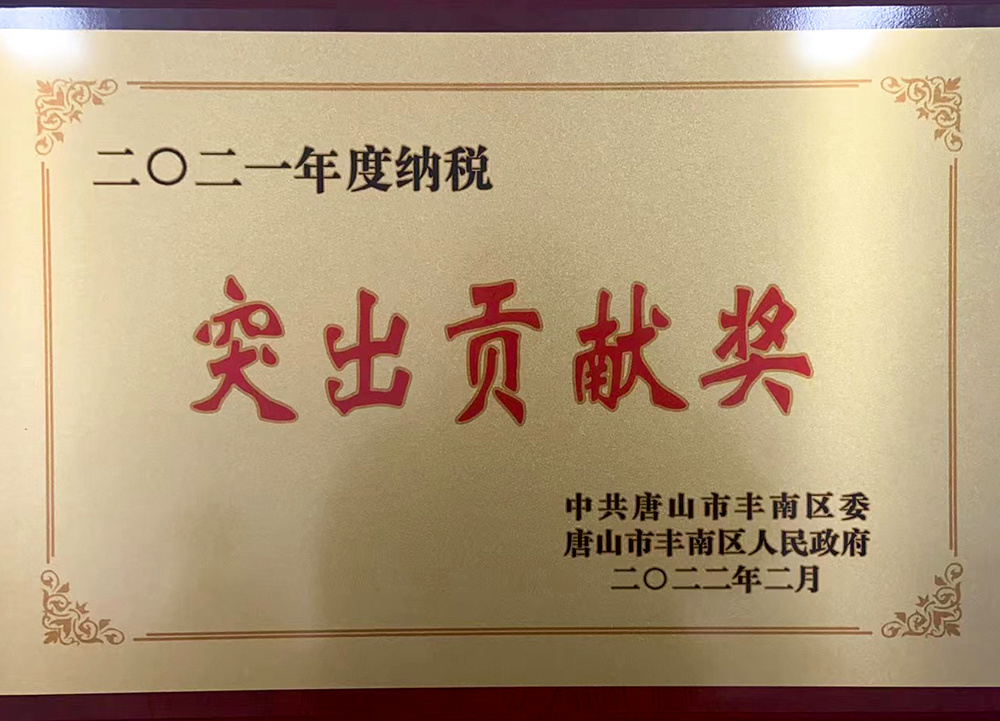 二〇二一年度纳税
突出贡献奖
中共唐山市丰南区委
唐山市丰南区人民政府
二〇二二年二月